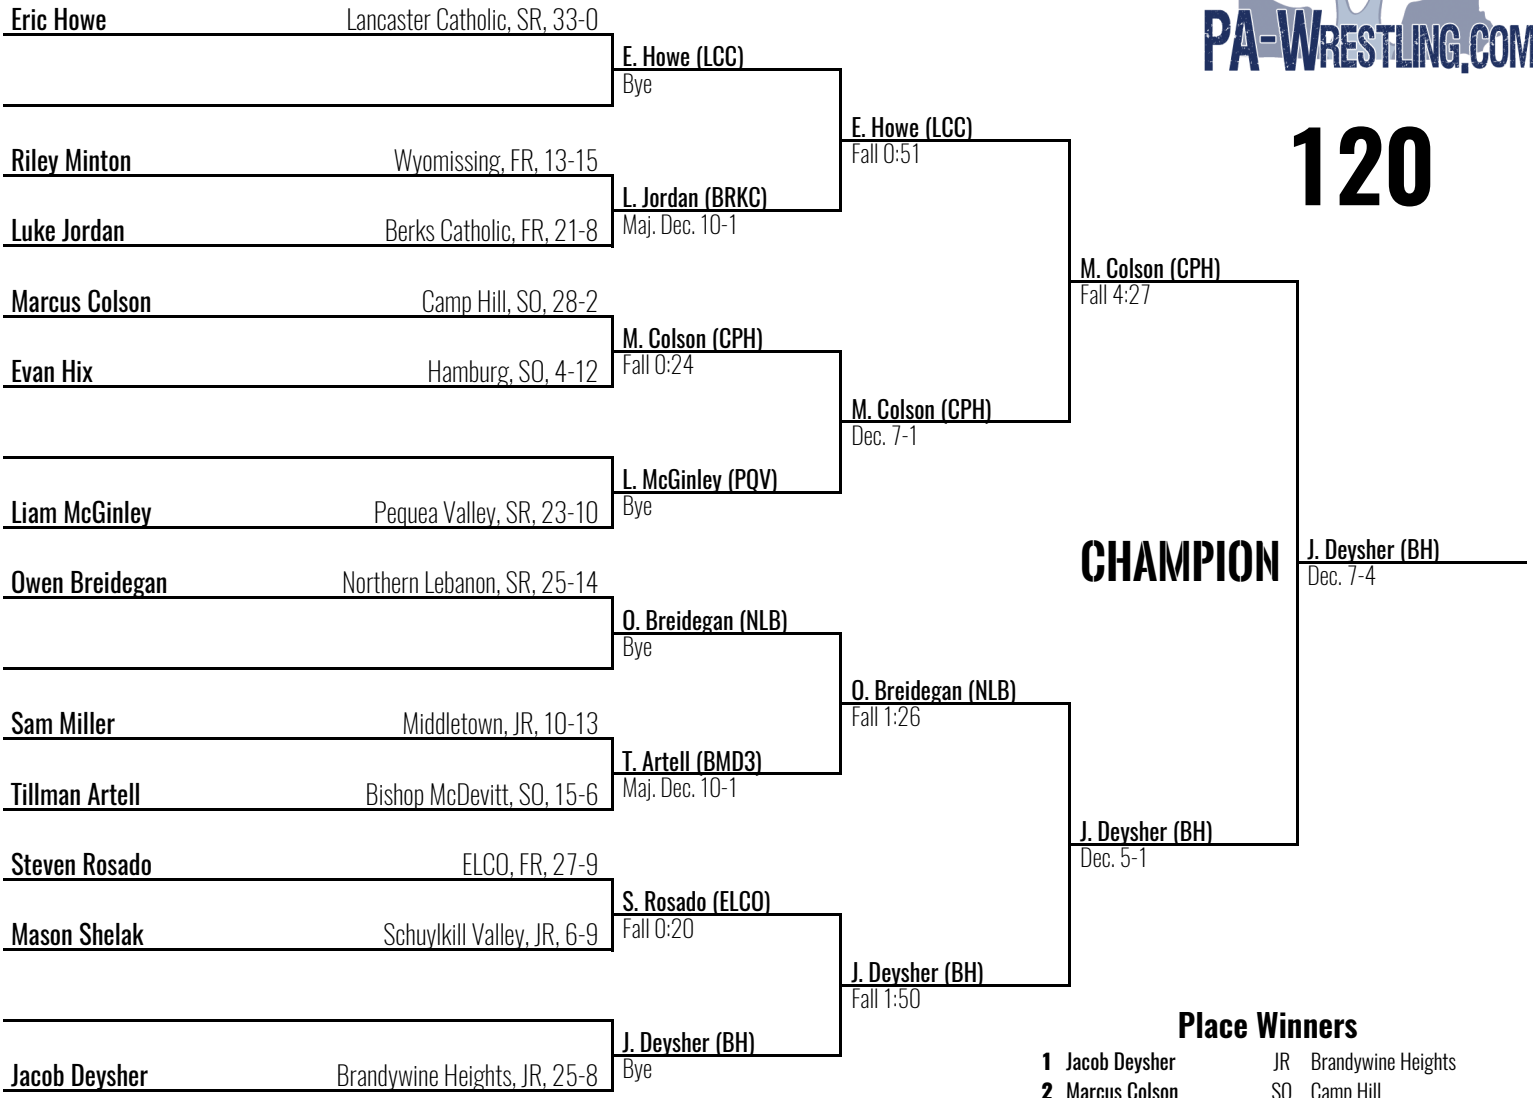 Eric Howe Lancaster Catholic, SR, 33-0
PA-WRESTLING.COM
E. Howe (LCC)
Bye
120
E. Howe (LCC)
Fall 0:51
Riley Minton Wyomissing, FR, 13-15
L. Jordan (BRKC)
Maj. Dec. 10-1
Luke Jordan Berks Catholic, FR, 21-8
M. Colson (CPH)
Fall 4:27
Marcus Colson Camp Hill, SO, 28-2
M. Colson (CPH)
Fall 0:24
Evan Hix Hamburg, SO, 4-12
M. Colson (CPH)
Dec. 7-1
L. McGinley (PQV)
Bye
Liam McGinley Pequea Valley, SR, 23-10
CHAMPION
J. Deysher (BH)
Dec. 7-4
Owen Breidegan Northern Lebanon, SR, 25-14
O. Breidegan (NLB)
Bye
O. Breidegan (NLB)
Fall 1:26
Sam Miller Middletown, JR, 10-13
T. Artell (BMD3)
Maj. Dec. 10-1
Tillman Artell Bishop McDevitt, SO, 15-6
J. Deysher (BH)
Dec. 5-1
Steven Rosado ELCO, FR, 27-9
S. Rosado (ELCO)
Fall 0:20
Mason Shelak Schuylkill Valley, JR, 6-9
J. Deysher (BH)
Fall 1:50
J. Deysher (BH)
Bye
Jacob Deysher Brandywine Heights, JR, 25-8
Place Winners
1 Jacob Deysher JR Brandywine Heights
2 Marcus Colson SO Camp Hill